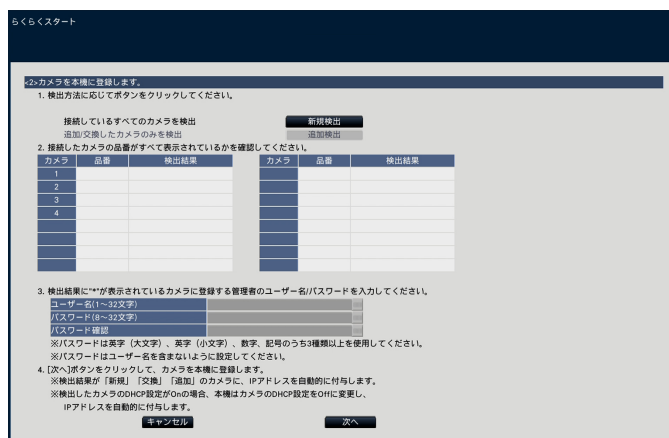 らくらくスタート
<2>カメラを本機に登録します。
1. 検出方法に応じてボタンをクリックしてください。
接続しているすべてのカメラを検出 新規検出
追加/交換したカメラのみを検出 追加検出
2. 接続したカメラの品番がすべて表示されているかを確認してください。
カメラ 品番 検出結果 カメラ 品番 検出結果
1
2
3
4
3. 検出結果に"*"が表示されているカメラに登録する管理者のユーザー名/パスワードを入力してください。
ユーザー名(1~32文字)
パスワード(8~32文字)
パスワード確認
※パスワードは英字(大文字)、英字(小文字)、数字、記号のうち3種類以上を使用してください。
※パスワードはユーザー名を含まないように設定してください。
4. [次へ]ボタンをクリックして、カメラを本機に登録します。
※検出結果が「新規」「交換」「追加」のカメラに、IPアドレスを自動的に付与します。
※検出したカメラのDHCP設定がOnの場合、本機はカメラのDHCP設定をOffに変更し、
IPアドレスを自動的に付与します。
キャンセル 次へ